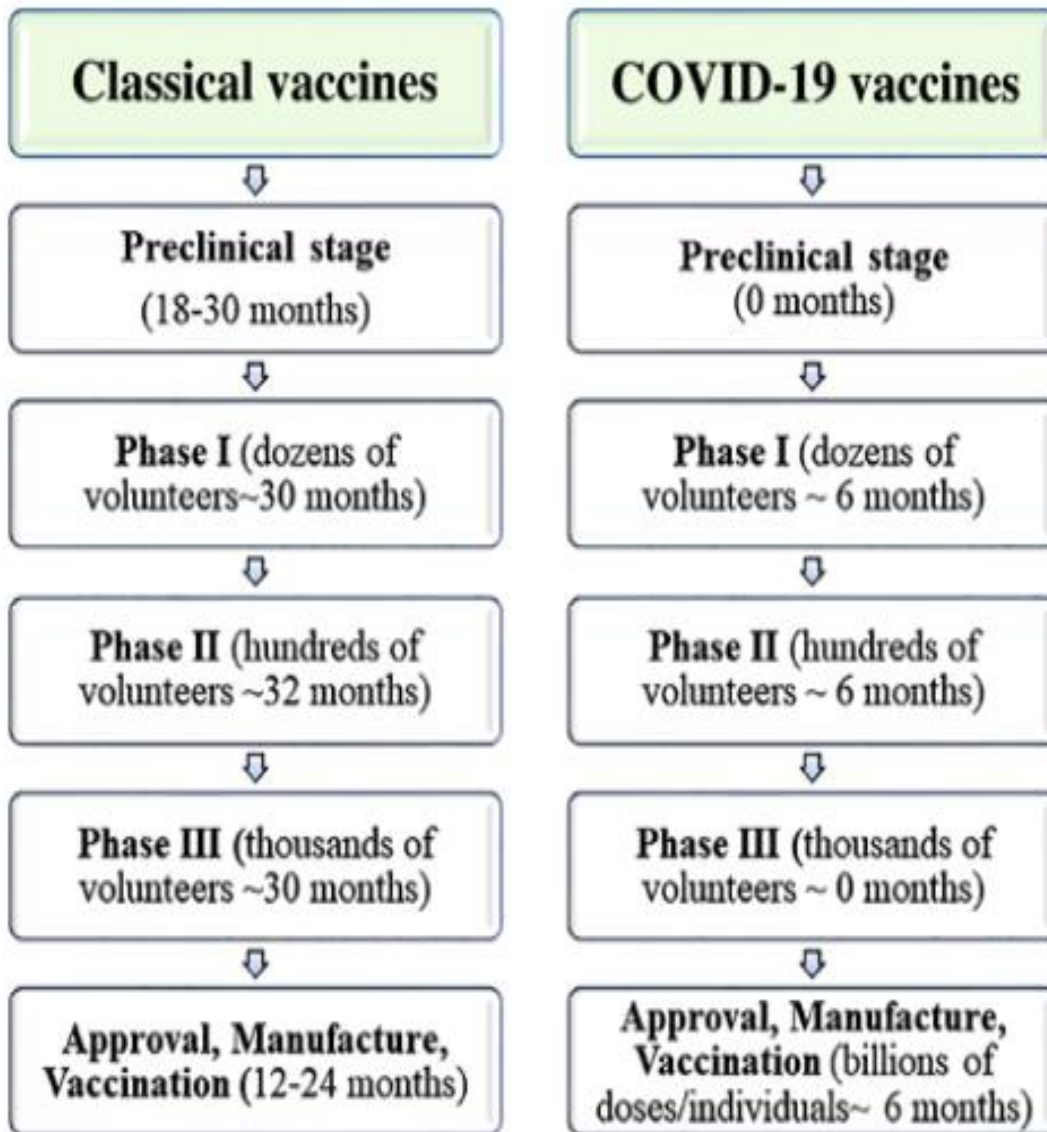 Classical vaccines
Preclinical stage
(18-30 months)
Phase I (dozens of
volunteers~30 months)
Phase II (hundreds of
volunteers ~32 months)
Phase III (thousands of
volunteers ~30 months)
Approval, Manufacture,
Vaccination (12-24 months)
COVID-19 vaccines
Preclinical stage
(0 months)
Phase I (dozens of
volunteers ~ 6 months)
Phase II (hundreds of
volunteers ~ 6 months)
Phase III (thousands of
volunteers ~ 0 months)
Approval, Manufacture,
Vaccination (billions of
doses/individuals~ 6 months)